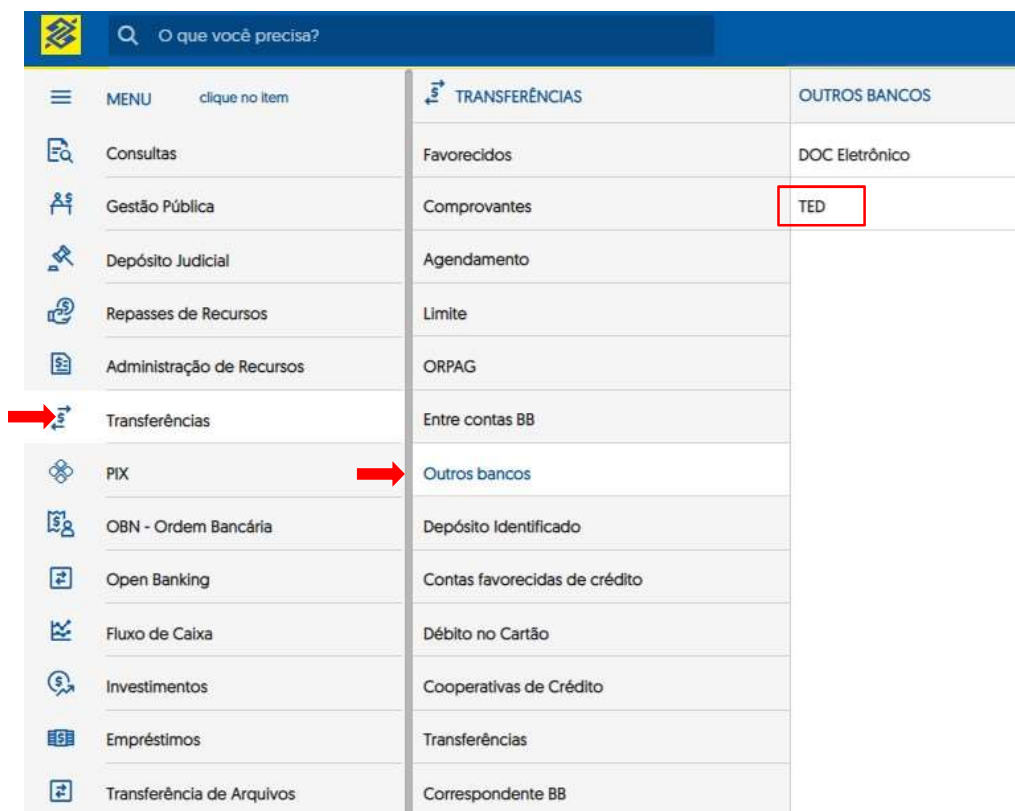 O que você precisa?
MENU clique no item
Consultas
Gestão Pública
Depósito Judicial
Repasses de Recursos
Administração de Recursos
Transferências
PIX
OBN - Ordem Bancária
Open Banking
Fluxo de Caixa
Investimentos
Empréstimos
Transferência de Arquivos
TRANSFERÊNCIAS
Favorecidos
Comprovantes
Agendamento
Limite
ORPAG
Entre contas BB
Outros bancos
Depósito Identificado
Contas favorecidas de crédito
Débito no Cartão
Cooperativas de Crédito
Transferências
Correspondente BB
OUTROS BANCOS
DOC Eletrônico
TED